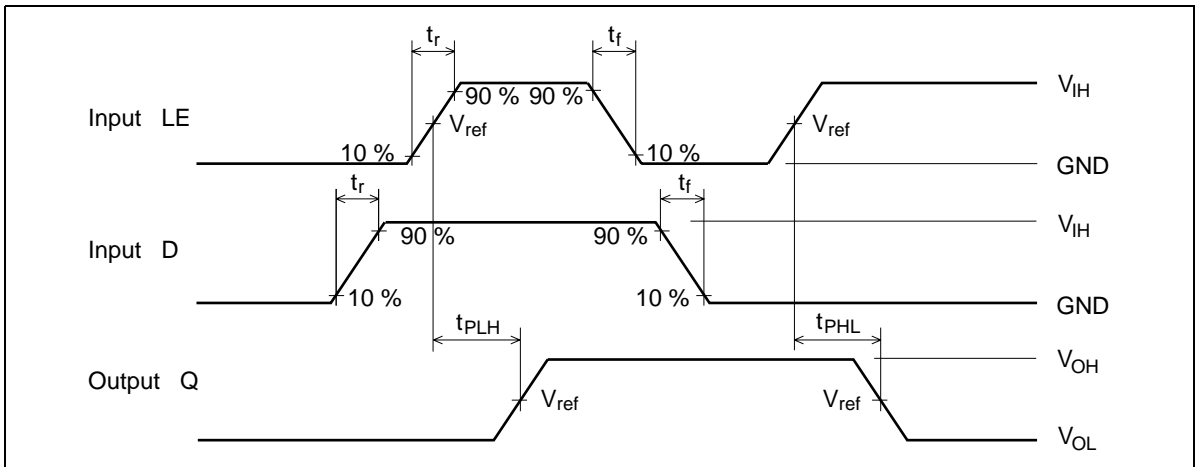 tr tf
VIH
90 % 90 %
Input LE
Vref Vref
10 % 10 %
GND
tr tf
VIH
90 % 90 %
Input D
10 % 10 %
GND
tPLH tPHL
VOH
Output Q
Vref Vref
VOL